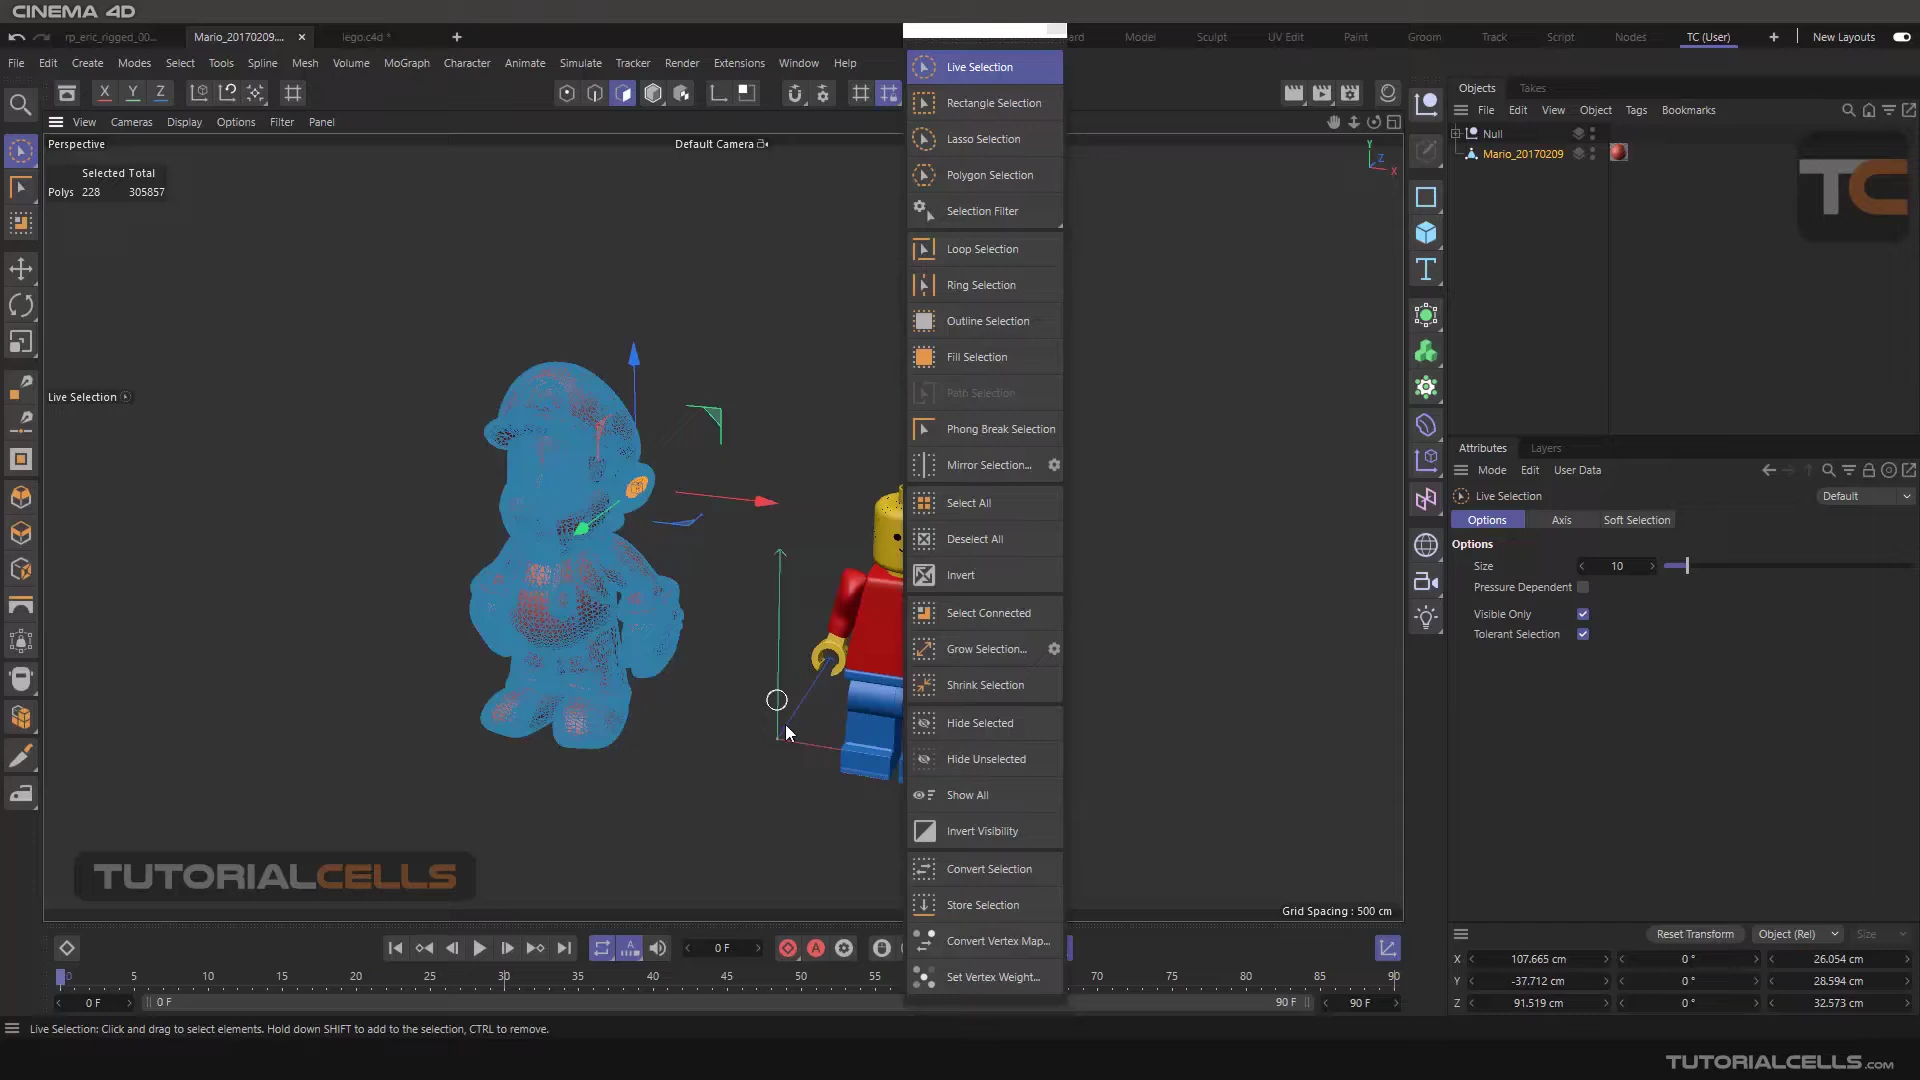 CINEMA 4D
rp_eric_rigged_00...
Mario_20170209....
lego.c4d *
Model
Sculpt
UV Edit
Paint
Groom
Track
Script
Nodes
TC (User)
New Layouts
File Edit Create Modes Select Tools Spline Mesh Volume MoGraph Character Animate Simulate Tracker Render Extensions Window Help
X Y Z
View Cameras Display Options Filter Panel
Perspective
Default Camera
Selected Total
Polys 228 305857
Live Selection
Y
Z
X
Live Selection
Rectangle Selection
Lasso Selection
Polygon Selection
Selection Filter
Loop Selection
Ring Selection
Outline Selection
Fill Selection
Path Selection
Phong Break Selection
Mirror Selection...
Select All
Deselect All
Invert
Select Connected
Grow Selection...
Shrink Selection
Hide Selected
Hide Unselected
Show All
Invert Visibility
Convert Selection
Store Selection
Convert Vertex Map...
Set Vertex Weight...
TUTORIALCELLS
Grid Spacing : 500 cm
Objects Takes
File Edit View Object Tags Bookmarks
Null
Mario_20170209
TC
Attributes Layers
Mode Edit User Data
Live Selection
Default
Options Axis Soft Selection
Options
Size 10
Pressure Dependent
Visible Only
Tolerant Selection
Reset Transform Object (Rel) Size
X 107.665 cm 0 ° 26.054 cm
Y -37.712 cm 0 ° 28.594 cm
Z 91.519 cm 0 ° 32.573 cm
0 F
0 5 10 15 20 25 30 35 40 45 50 55 70 75 80 85 90
0 F 0 F 90 F 90 F
Live Selection: Click and drag to select elements. Hold down SHIFT to add to the selection, CTRL to remove.
TUTORIALCELLS.com